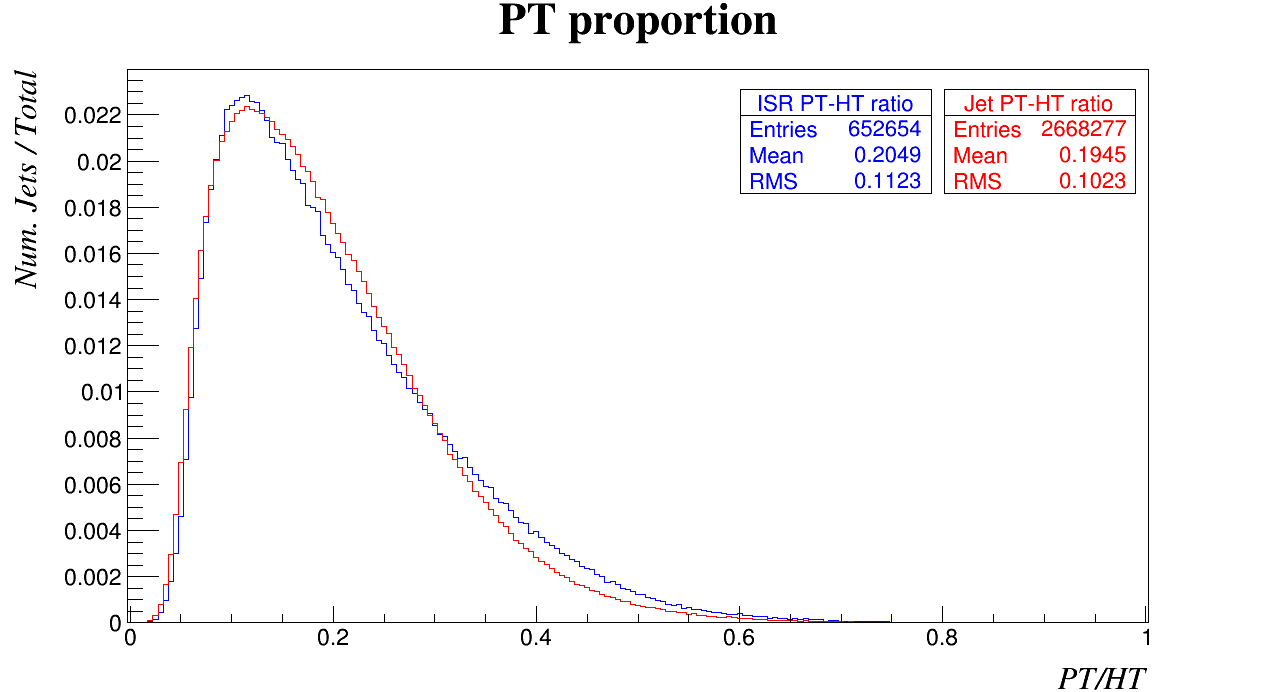 PT proportion
Num. Jets / Total
ISR PT-HT ratio
Entries 652654
Mean 0.2049
RMS 0.1123
Jet PT-HT ratio
Entries 2668277
Mean 0.1945
RMS 0.1023
0.022
0.02
0.018
0.016
0.014
0.012
0.01
0.008
0.006
0.004
0.002
0
0 0.2 0.4 0.6 0.8 1
PT/HT